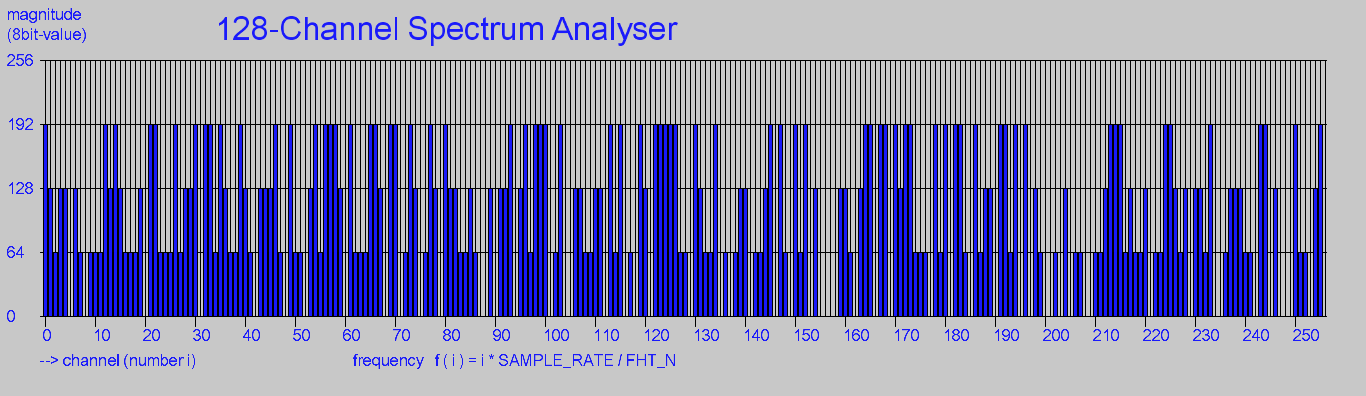 magnitude
(8bit-value)
128-Channel Spectrum Analyser
256
192
128
64
0
0 10 20 30 40 50 60 70 80 90 100 110 120 130 140 150 160 170 180 190 200 210 220 230 240 250
--> channel (number i)
frequency f ( i ) = i * SAMPLE_RATE / FHT_N